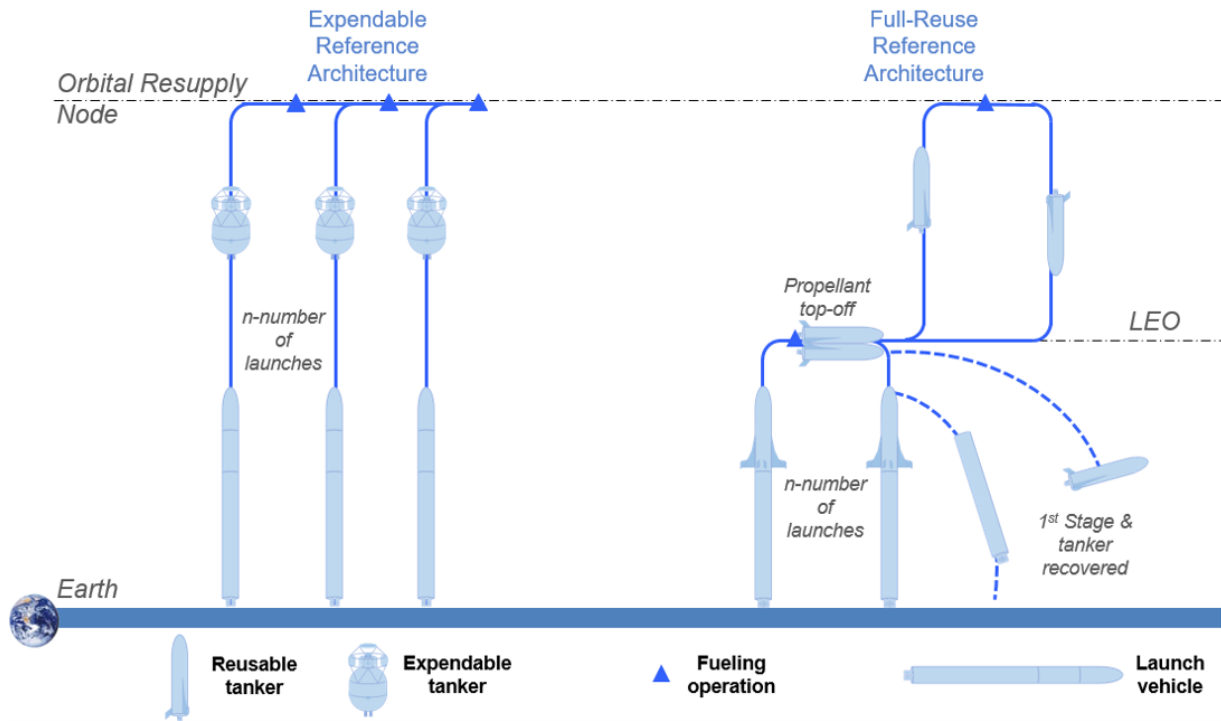 Expendable
Reference
Architecture
Full-Reuse
Reference
Architecture
Orbital Resupply
Node
Propellant
top-off
LEO
n-number
of
launches
n-number
of
launches
1st Stage &
tanker
recovered
Earth
Reusable
tanker
Expendable
tanker
Fueling
operation
Launch
vehicle